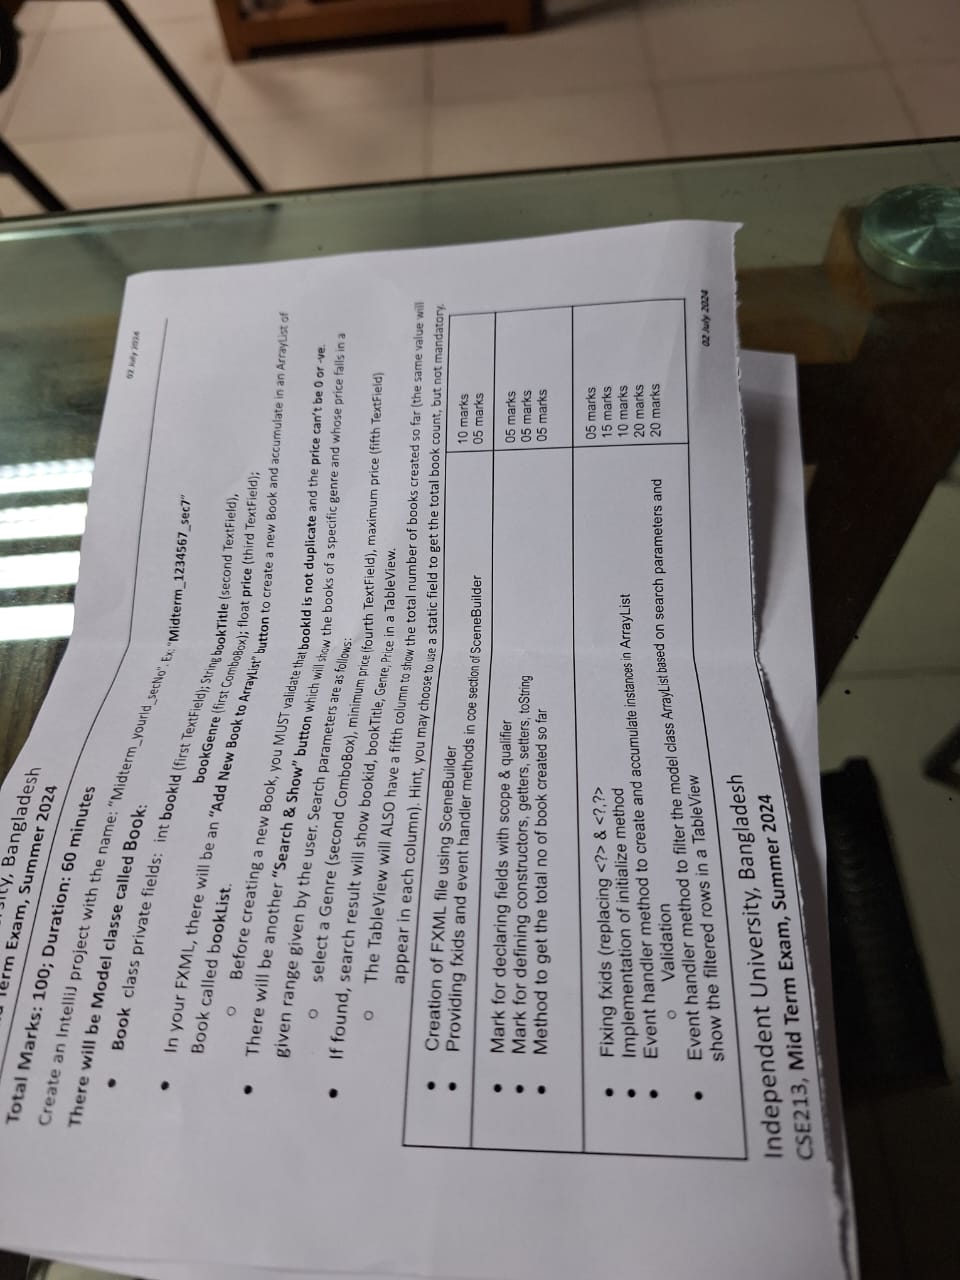 sity, Bangladesh
Term Exam, Summer 2024
Total Marks: 100; Duration: 60 minutes
02 July 2024
Create an IntelliJ project with the name: "Midterm_yourId_secNo". Ex: "Midterm_1234567_sec7"
There will be Model classe called Book:
• Book class private fields: int bookId (first TextField); String bookTitle (second TextField),
bookGenre (first ComboBox); float price (third TextField);
• In your FXML, there will be an "Add New Book to ArrayList" button to create a new Book and accumulate in an ArrayList of
Book called bookList.
o Before creating a new Book, you MUST validate that bookId is not duplicate and the price can't be 0 or -ve.
• There will be another "Search & Show" button which will show the books of a specific genre and whose price falls in a
given range given by the user. Search parameters are as follows:
o select a Genre (second ComboBox), minimum price (fourth TextField), maximum price (fifth TextField)
• If found, search result will show bookid, bookTitle, Genre, Price in a TableView.
o The TableView will ALSO have a fifth column to show the total number of books created so far (the same value will
appear in each column). Hint, you may choose to use a static field to get the total book count, but not mandatory.
• Creation of FXML file using SceneBuilder 10 marks
• Providing fxids and event handler methods in coe section of SceneBuilder 05 marks
• Mark for declaring fields with scope & qualifier 05 marks
• Mark for defining constructors, getters, setters, toString 05 marks
• Method to get the total no of book created so far 05 marks
• Fixing fxids (replacing <?> & <?,?> 05 marks
• Implementation of initialize method 15 marks
• Event handler method to create and accumulate instances in ArrayList 10 marks
o Validation 20 marks
• Event handler method to filter the model class ArrayList based on search parameters and 20 marks
show the filtered rows in a TableView
02 July 2024
Independent University, Bangladesh
CSE213, Mid Term Exam, Summer 2024